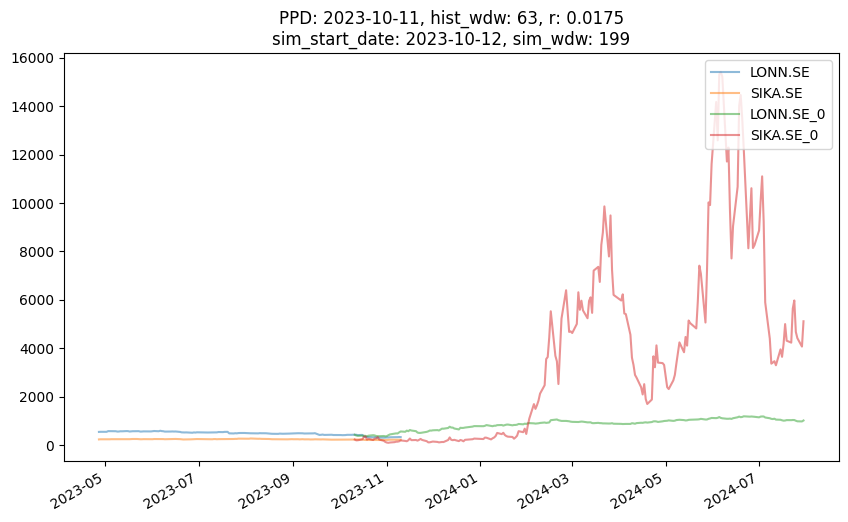 PPD: 2023-10-11, hist_wdw: 63, r: 0.0175
sim_start_date: 2023-10-12, sim_wdw: 199
16000
14000
12000
10000
8000
6000
4000
2000
0
LONN.SE
SIKA.SE
LONN.SE_0
SIKA.SE_0
2023-05
2023-07
2023-09
2023-11
2024-01
2024-03
2024-05
2024-07